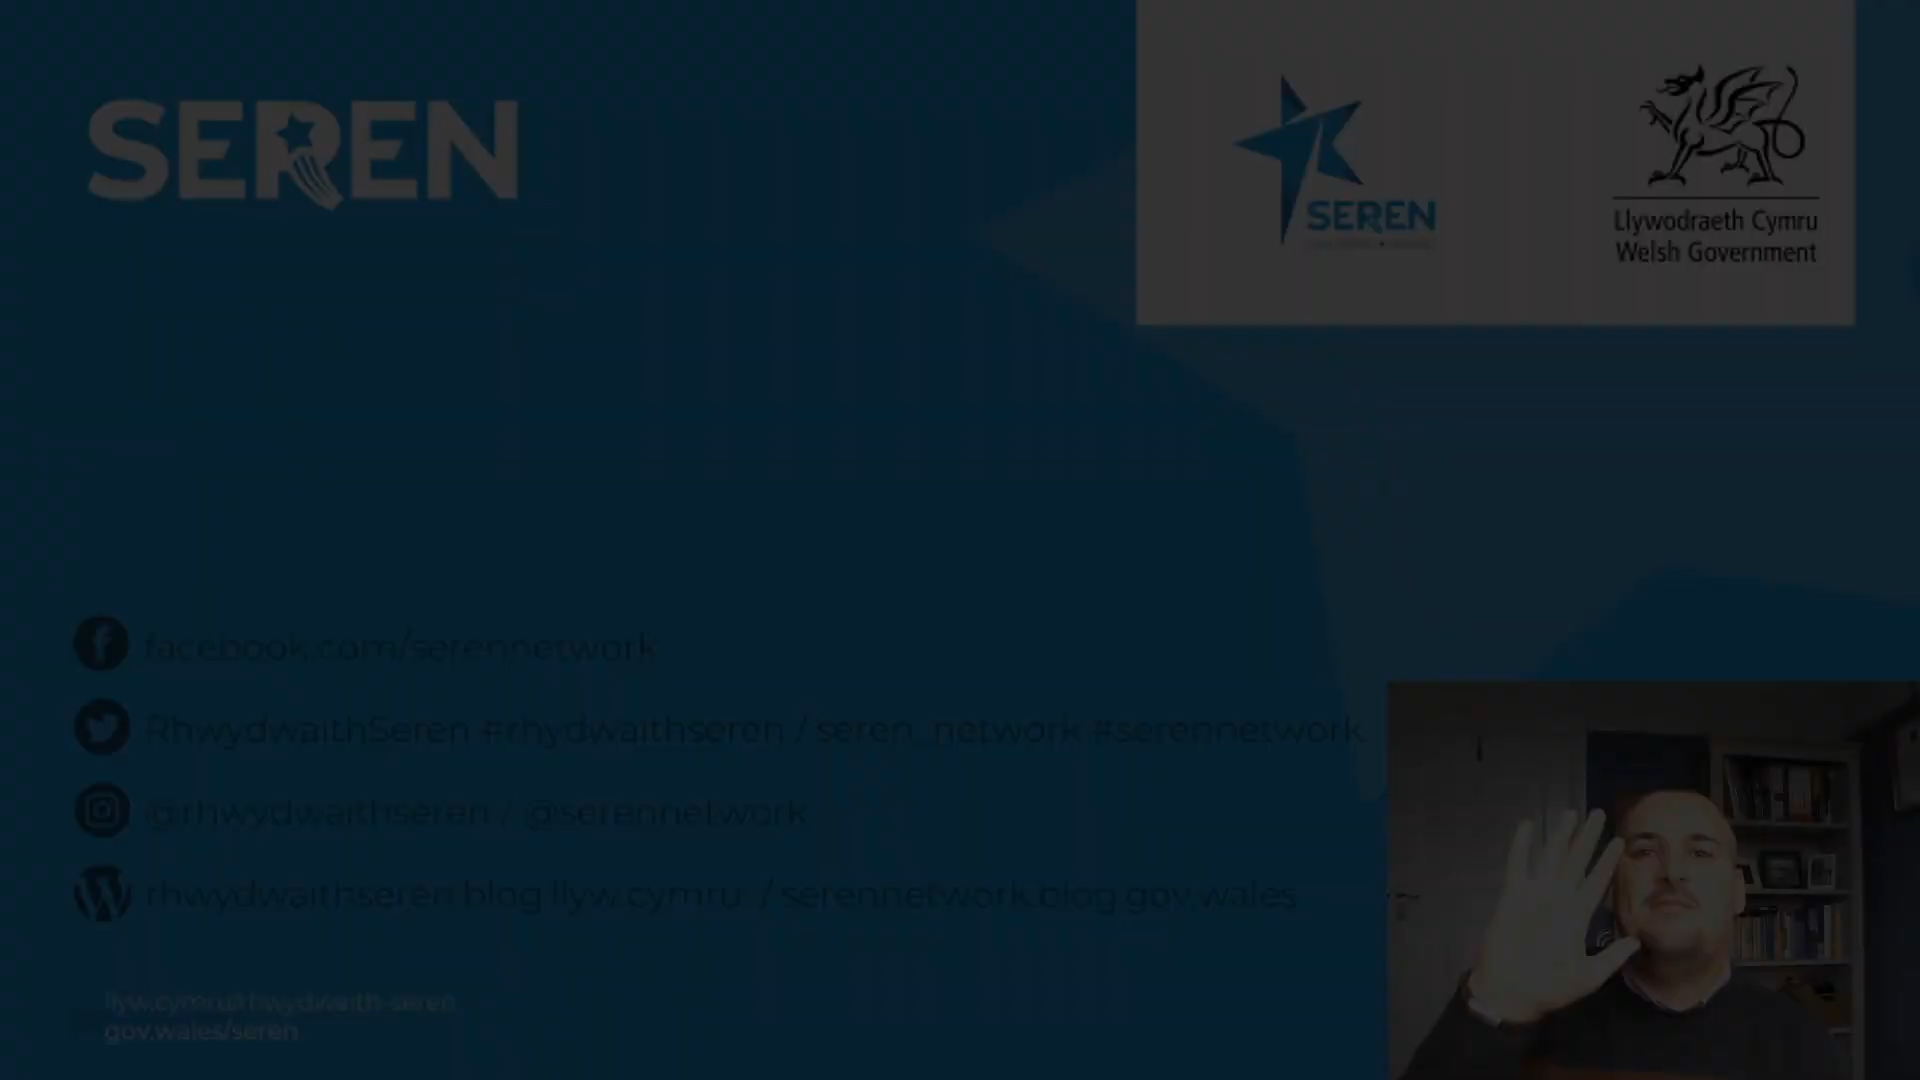 SEREN
SEREN
Llywodraeth Cymru
Welsh Government
facebook.com/serennetwork
RhwydwaithSeren #rhydwaithseren / seren_network #serennetwork
@rhwydwaithseren / @serennetwork
rhwydwaithseren.blog.llyw.cymru / serennetwork.blog.gov.wales
llyw.cymru/rhwydwaith-seren
gov.wales/seren